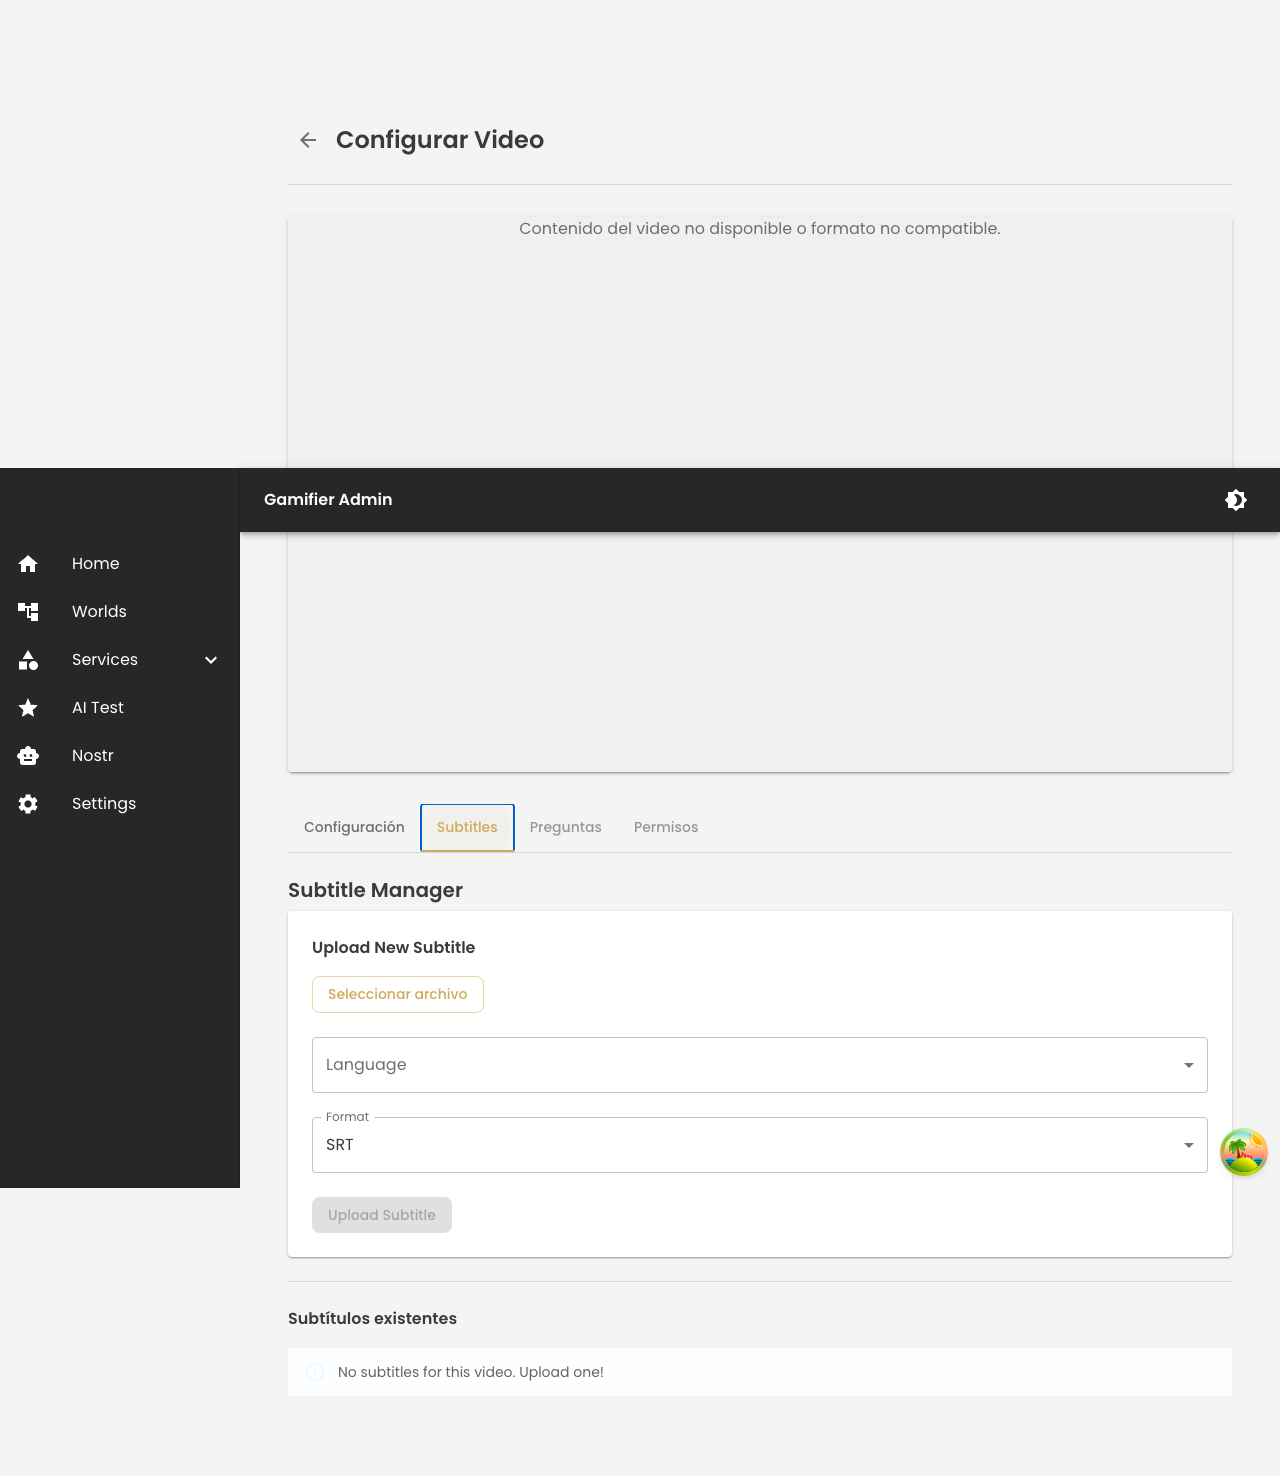 Configurar Video
Contenido del video no disponible o formato no compatible.
Gamifier Admin
Home
Worlds
Services
AI Test
Nostr
Settings
Configuración
Subtitles
Preguntas
Permisos
Subtitle Manager
Upload New Subtitle
Seleccionar archivo
Language
Format
SRT
Upload Subtitle
Subtítulos existentes
No subtitles for this video. Upload one!